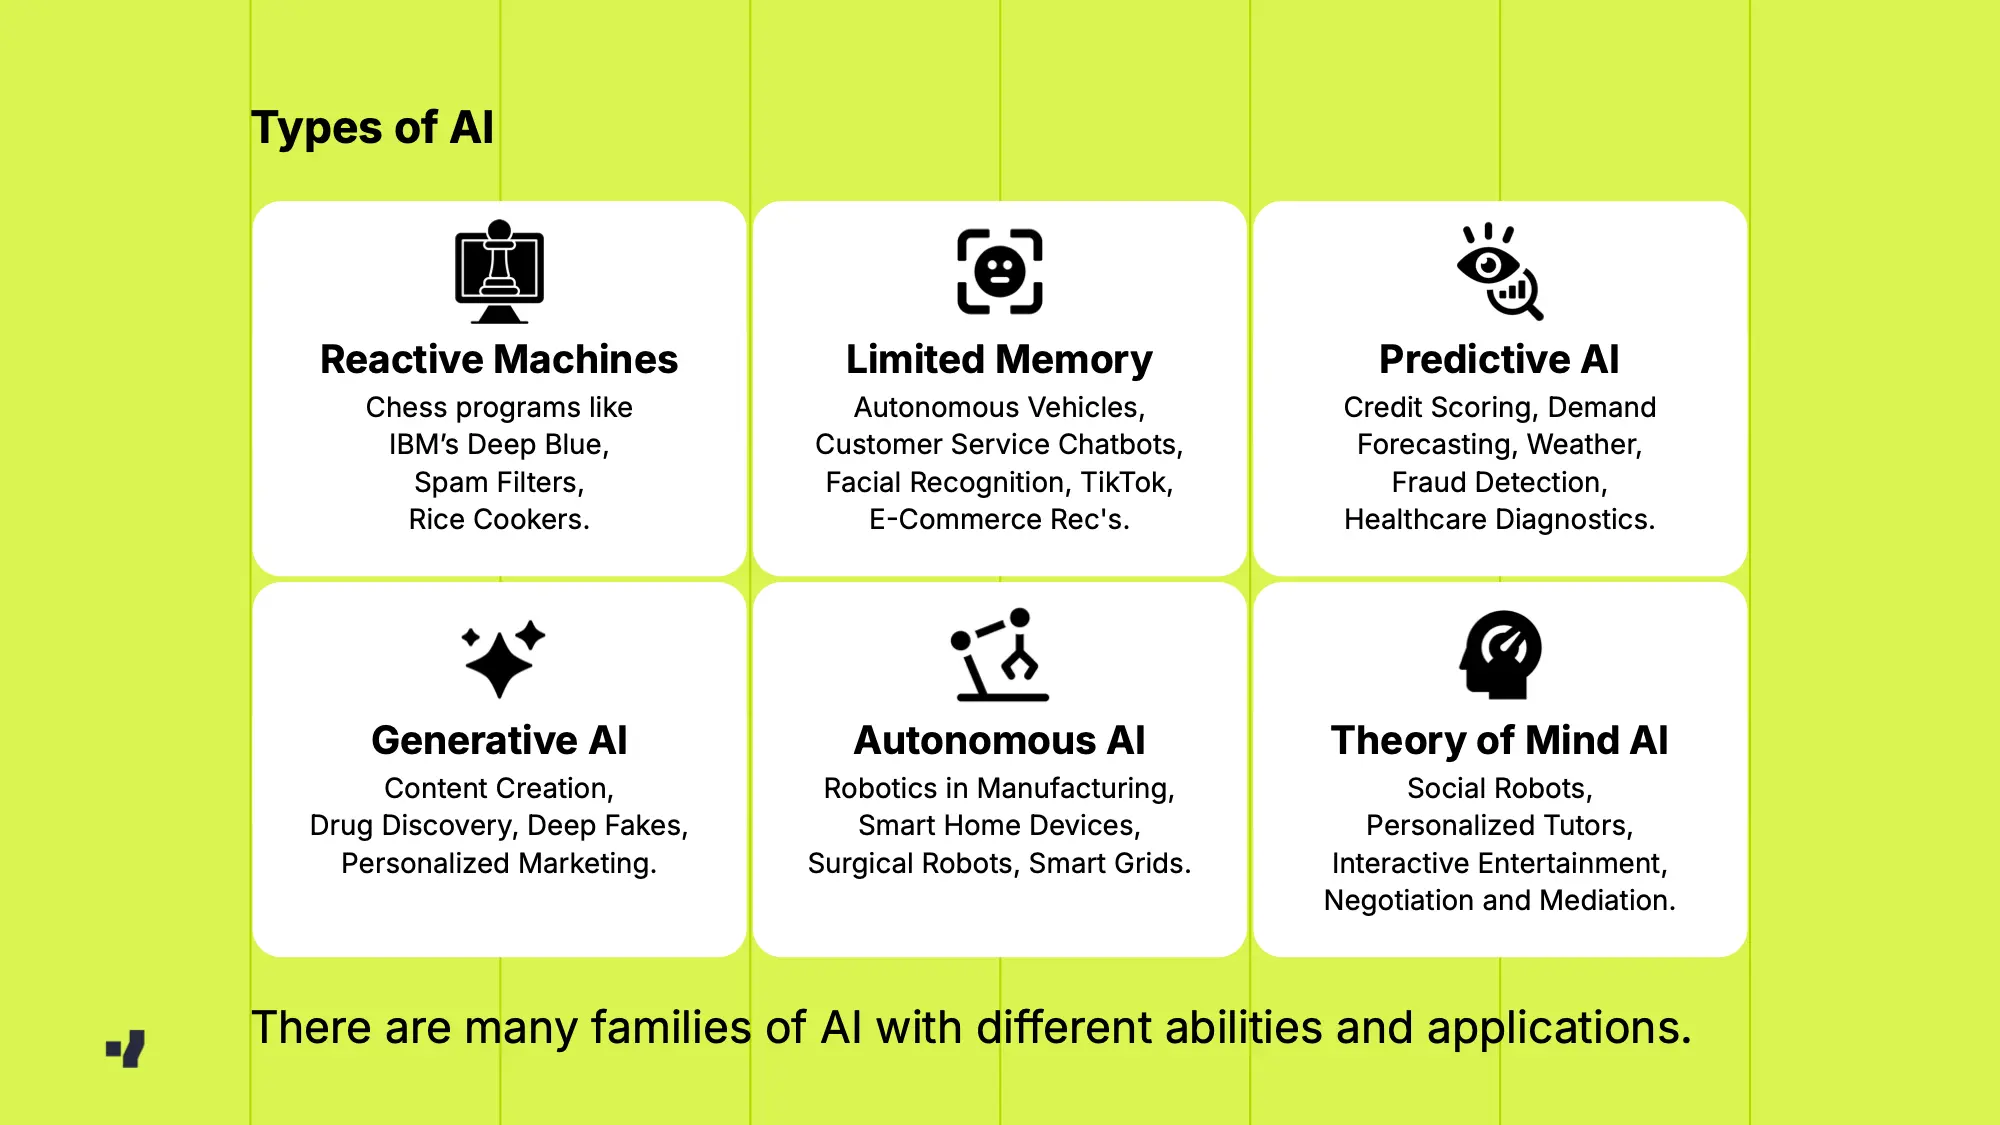 Types of AI
Reactive Machines
Chess programs like
IBM’s Deep Blue,
Spam Filters,
Rice Cookers.
Limited Memory
Autonomous Vehicles,
Customer Service Chatbots,
Facial Recognition, TikTok,
E-Commerce Rec's.
Predictive AI
Credit Scoring, Demand
Forecasting, Weather,
Fraud Detection,
Healthcare Diagnostics.
Generative AI
Content Creation,
Drug Discovery, Deep Fakes,
Personalized Marketing.
Autonomous AI
Robotics in Manufacturing,
Smart Home Devices,
Surgical Robots, Smart Grids.
Theory of Mind AI
Social Robots,
Personalized Tutors,
Interactive Entertainment,
Negotiation and Mediation.
There are many families of AI with different abilities and applications.